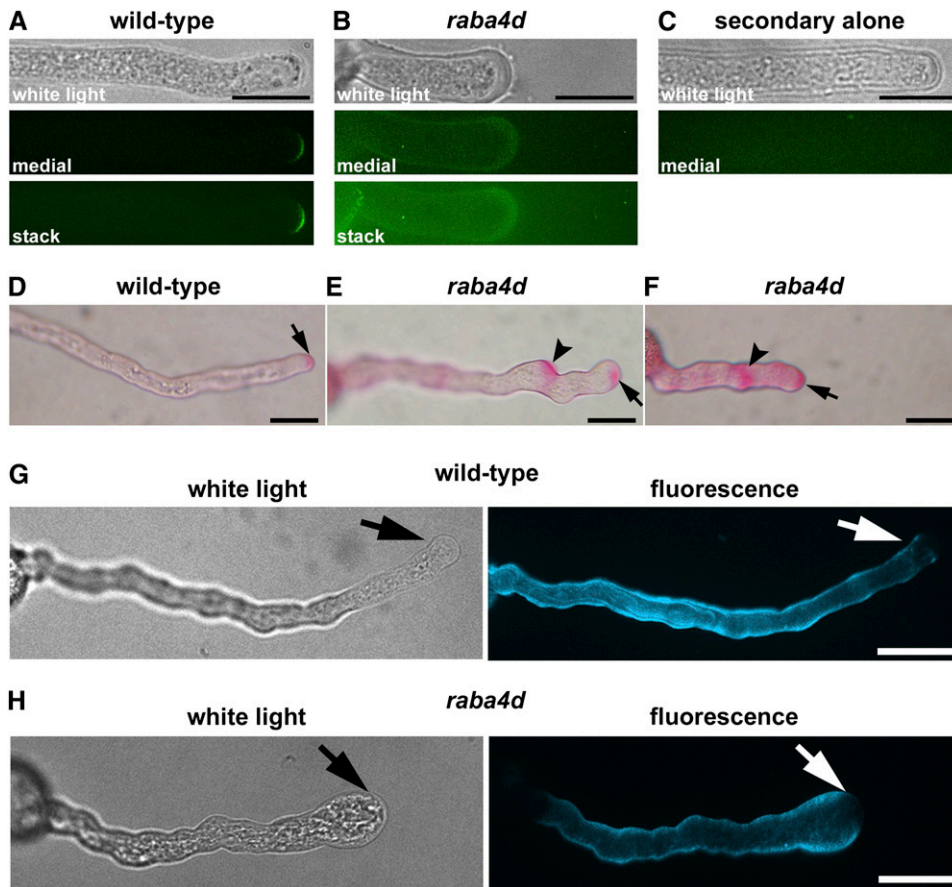 A
wild-type
white light
medial
stack
B
raba4d
white light
medial
stack
C
secondary alone
white light
medial
D
wild-type
E
raba4d
F
raba4d
G
wild-type
white light
fluorescence
H
raba4d
white light
fluorescence